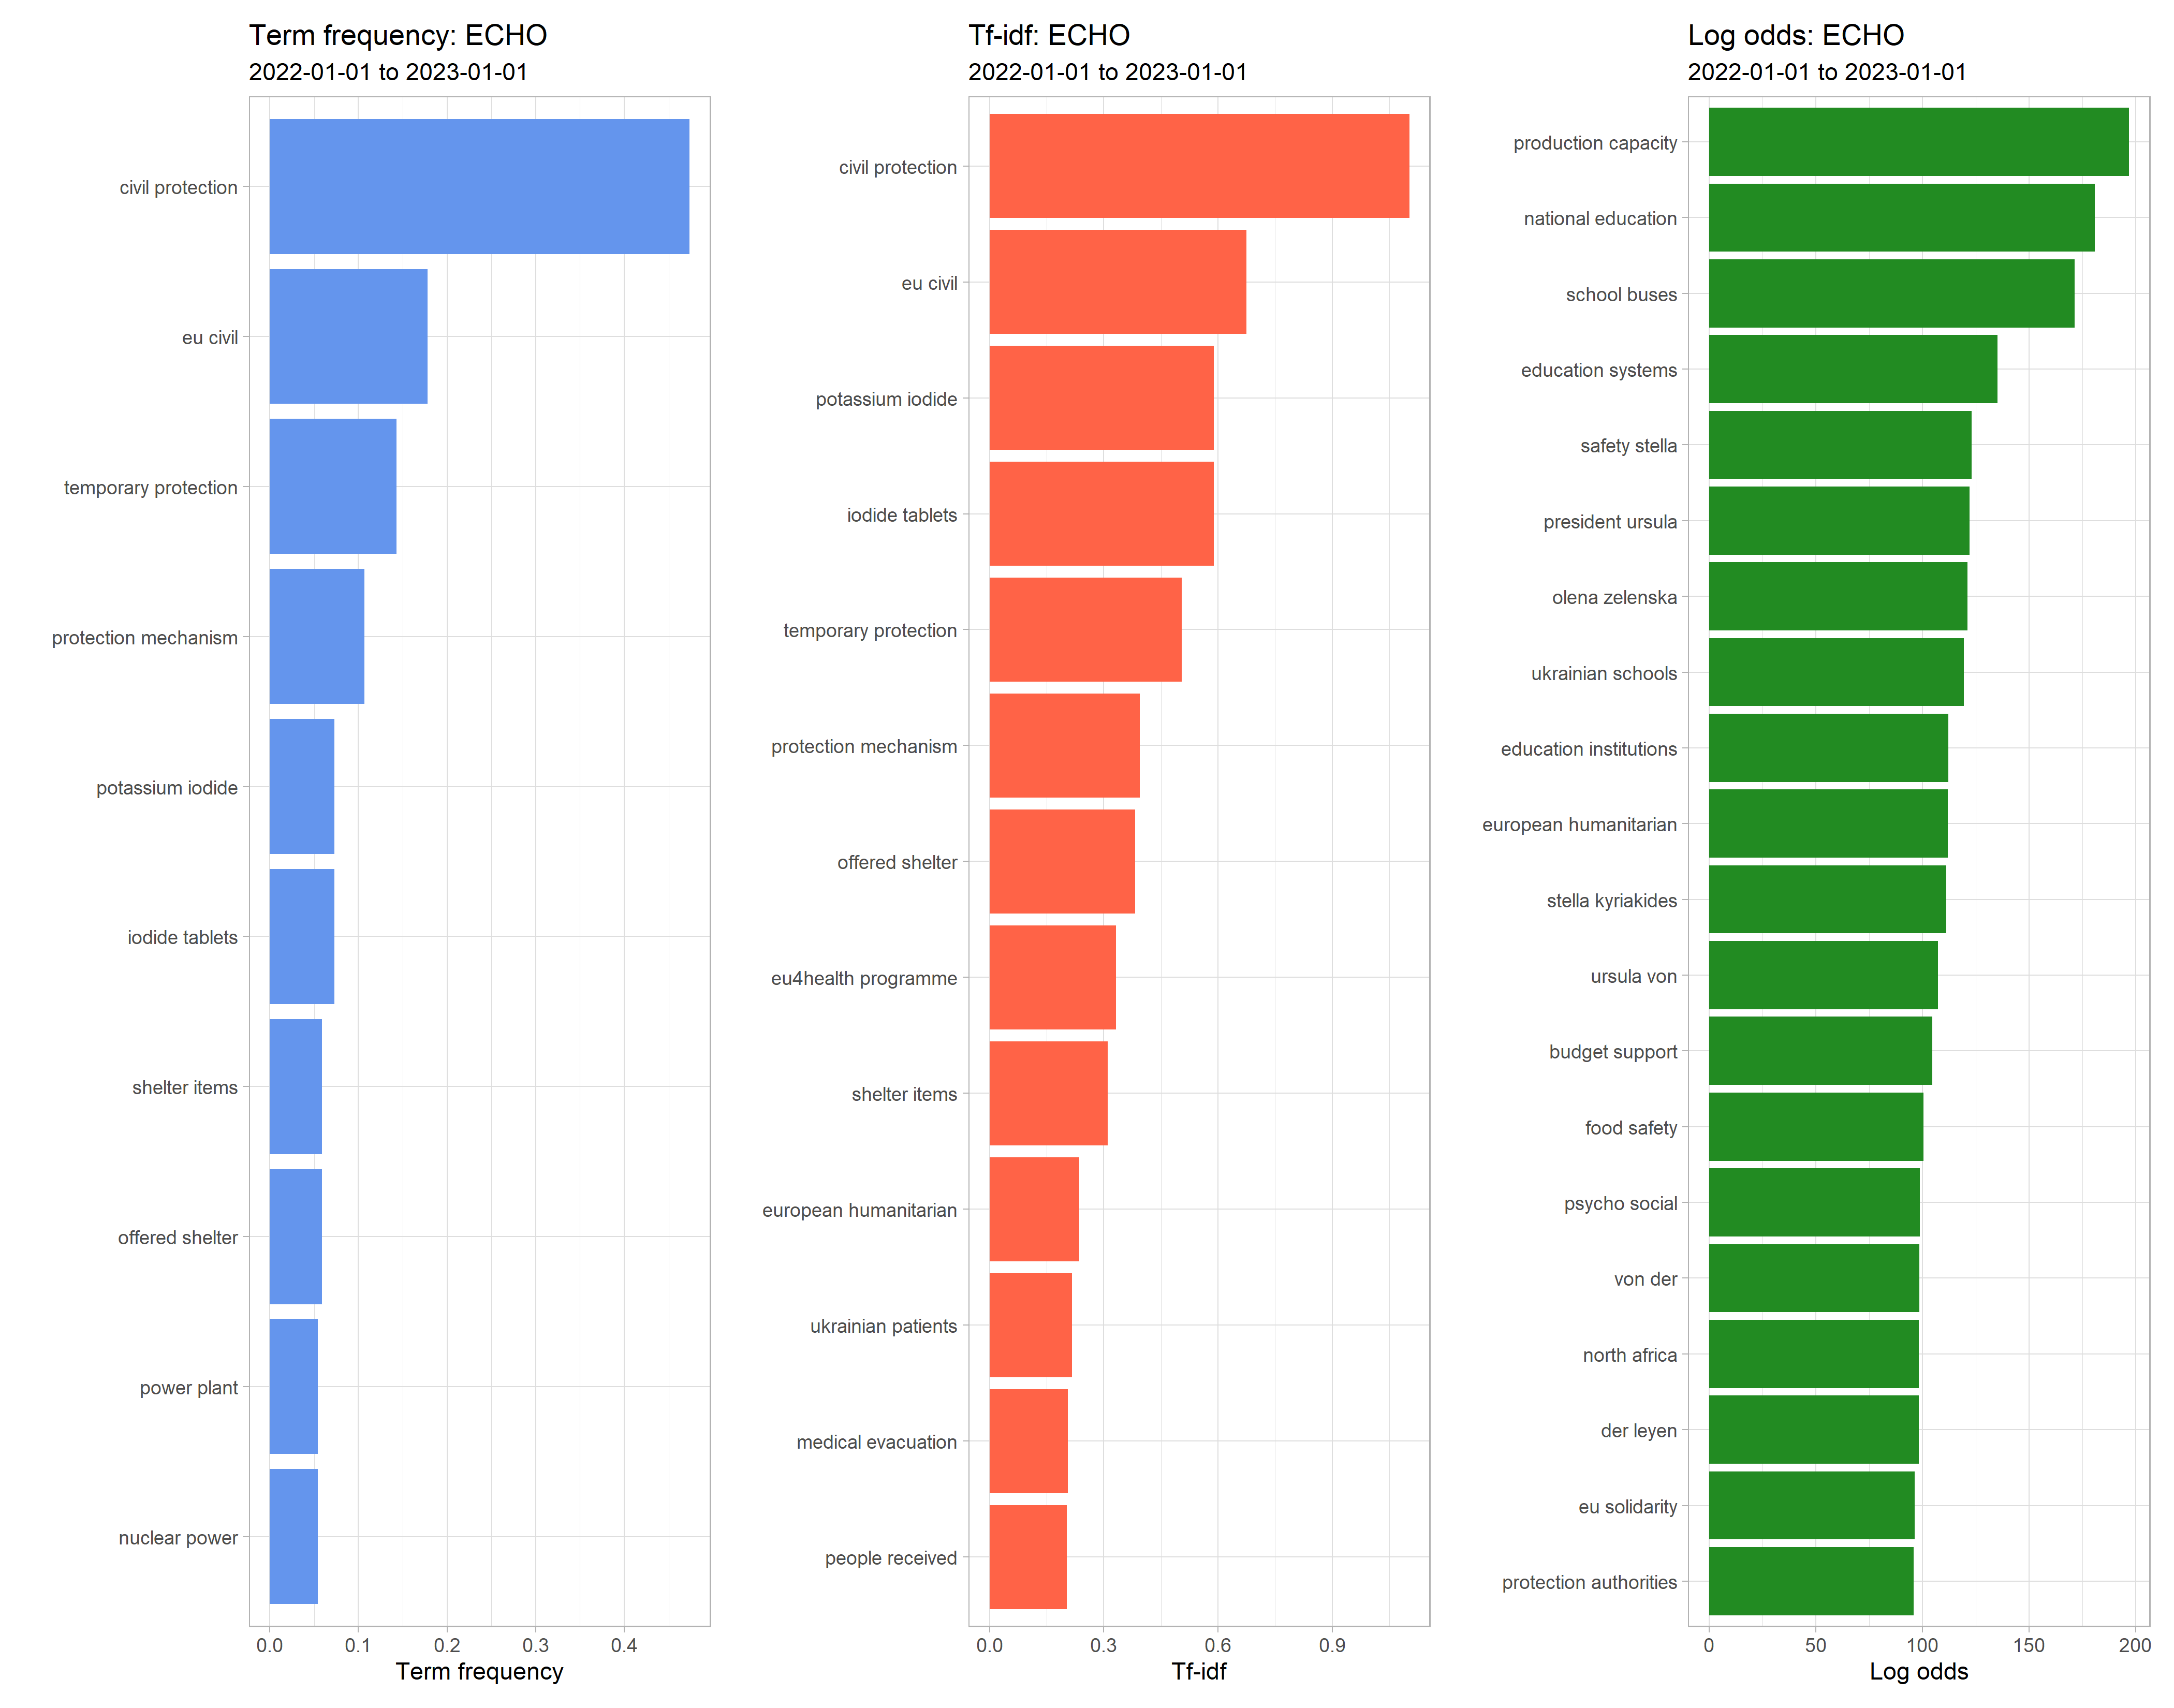 Term frequency: ECHO
2022-01-01 to 2023-01-01
civil protection
eu civil
temporary protection
protection mechanism
potassium iodide
iodide tablets
shelter items
offered shelter
power plant
nuclear power
0.0 0.1 0.2 0.3 0.4
Term frequency
Tf-idf: ECHO
2022-01-01 to 2023-01-01
civil protection
eu civil
potassium iodide
iodide tablets
temporary protection
protection mechanism
offered shelter
eu4health programme
shelter items
european humanitarian
ukrainian patients
medical evacuation
people received
0.0 0.3 0.6 0.9
Tf-idf
Log odds: ECHO
2022-01-01 to 2023-01-01
production capacity
national education
school buses
education systems
safety stella
president ursula
olena zelenska
ukrainian schools
education institutions
european humanitarian
stella kyriakides
ursula von
budget support
food safety
psycho social
von der
north africa
der leyen
eu solidarity
protection authorities
0 50 100 150 200
Log odds